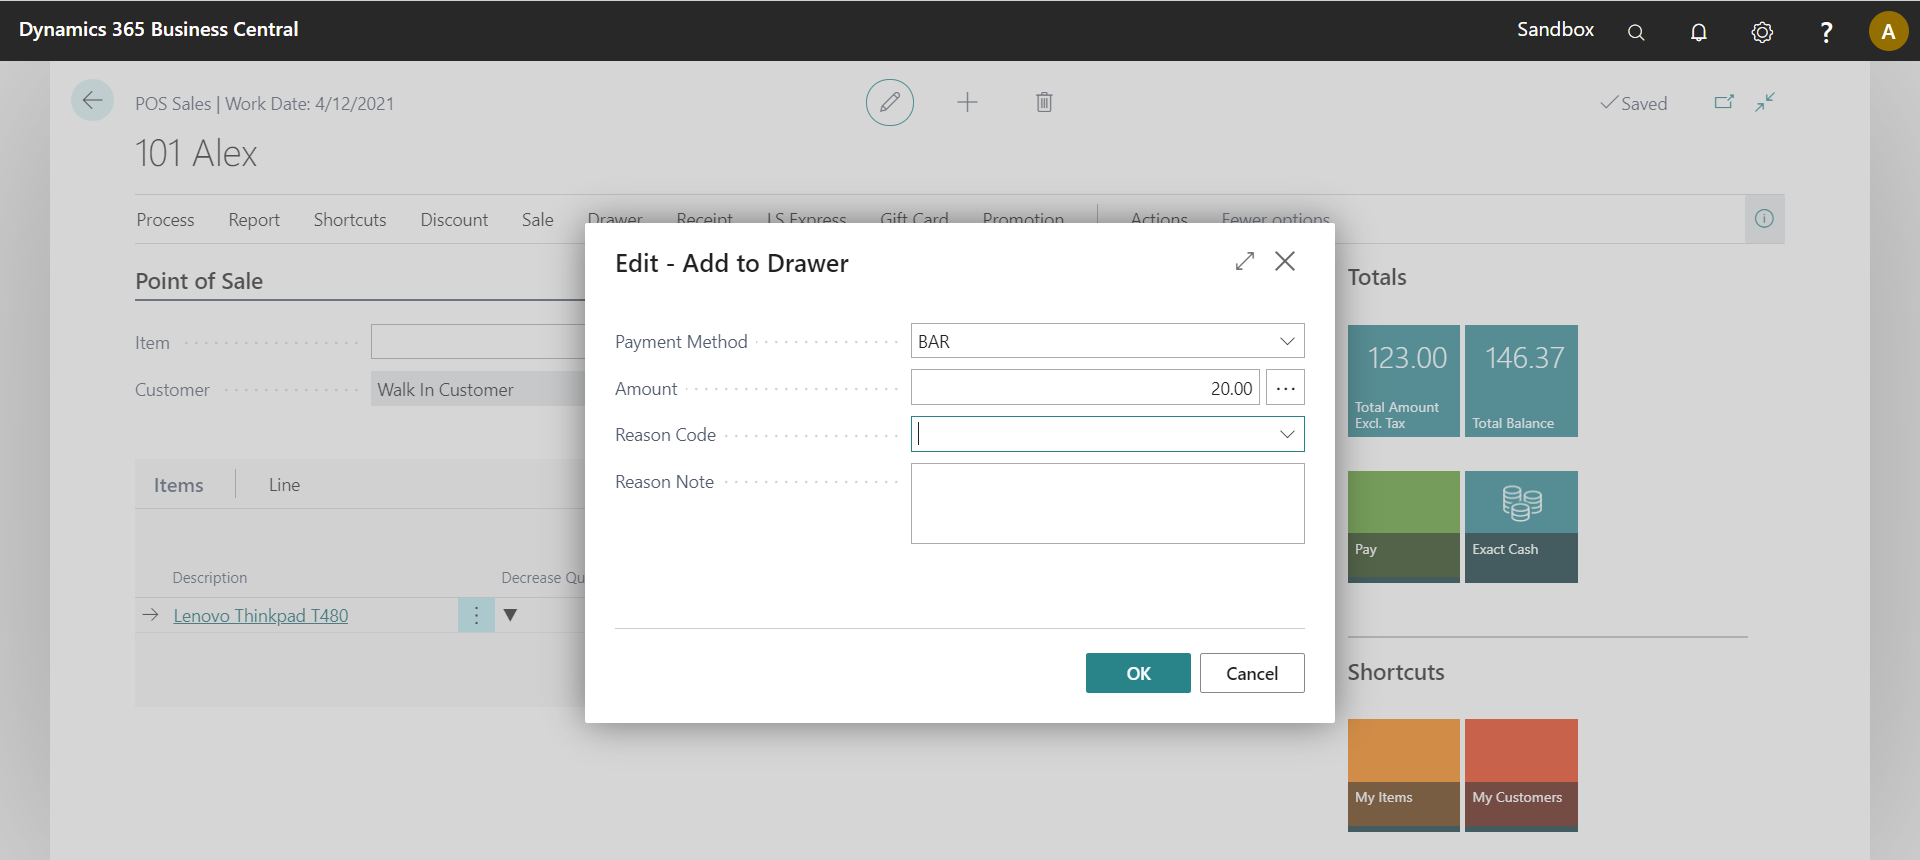 Dynamics 365 Business Central
Sandbox
?
A
POS Sales | Work Date: 4/12/2021
Saved
101 Alex
Process Report Shortcuts Discount Sale Drawer Receipt LS Express Gift Card Promotion Actions Fewer options
Point of Sale
Item
Customer Walk In Customer
Items Line
Description Decrease Qu
Lenovo Thinkpad T480
Edit - Add to Drawer
Payment Method BAR
Amount 20.00
Reason Code
Reason Note
OK Cancel
Totals
123.00
Total Amount
Excl. Tax
146.37
Total Balance
Pay
Exact Cash
Shortcuts
My Items
My Customers